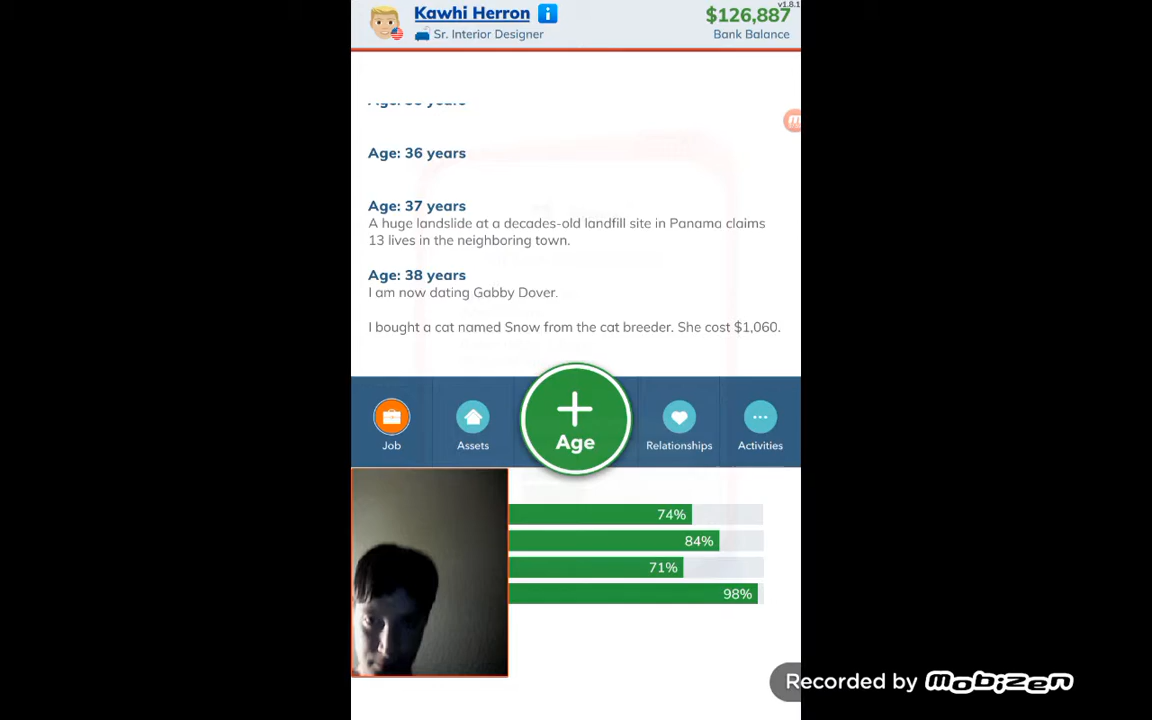 v1.8.1
Kawhi Herron i
$126,887
Sr. Interior Designer
Bank Balance
Age: 36 years
Age: 37 years
A huge landslide at a decades-old landfill site in Panama claims
13 lives in the neighboring town.
Age: 38 years
I am now dating Gabby Dover.
I bought a cat named Snow from the cat breeder. She cost $1,060.
Job
Assets
Age
Relationships
Activities
74%
84%
71%
98%
Recorded by mobizen